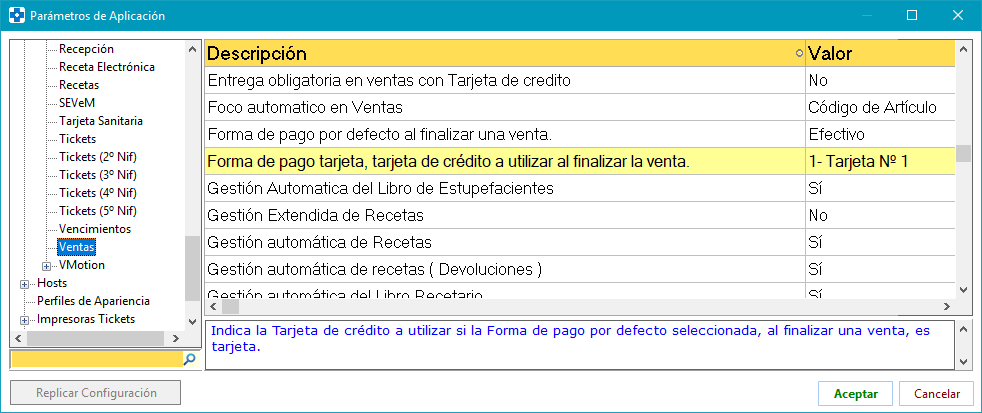 Parámetros de Aplicación
Recepción
Receta Electrónica
Recetas
SEVeM
Tarjeta Sanitaria
Tickets
Tickets (2º Nif)
Tickets (3º Nif)
Tickets (4º Nif)
Tickets (5º Nif)
Vencimientos
Ventas
VMotion
Hosts
Perfiles de Apariencia
Impresoras Tickets
Descripción Valor
Entrega obligatoria en ventas con Tarjeta de credito No
Foco automatico en Ventas Código de Artículo
Forma de pago por defecto al finalizar una venta. Efectivo
Forma de pago tarjeta, tarjeta de crédito a utilizar al finalizar la venta. 1- Tarjeta Nº 1
Gestión Automatica del Libro de Estupefacientes Sí
Gestión Extendida de Recetas No
Gestión automática de Recetas Sí
Gestión automática de recetas ( Devoluciones ) Sí
Gestión automática del Libro Recetario Sí
Indica la Tarjeta de crédito a utilizar si la Forma de pago por defecto seleccionada, al finalizar una venta, es
tarjeta.
Replicar Configuración
Aceptar
Cancelar